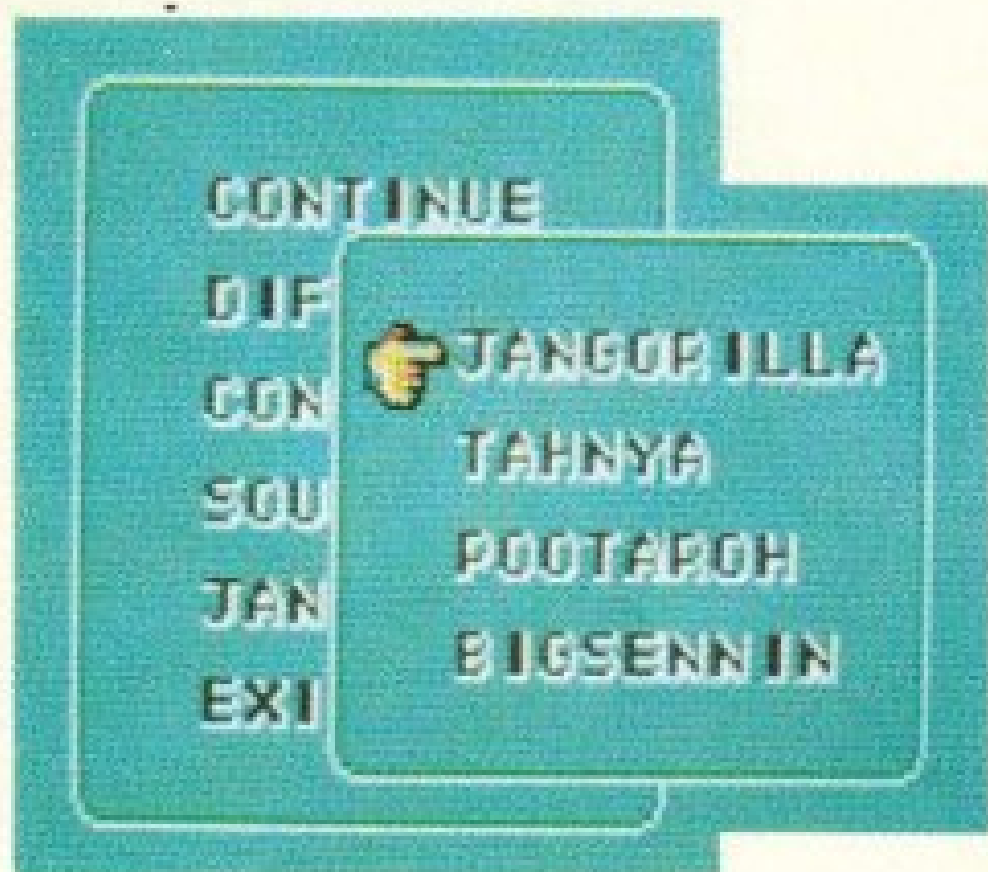 CONTINUE
DIF
CON
SOU
JAN
EXI
JANGORILLA
TAHNYA
POOTAROH
BIGSENNIN